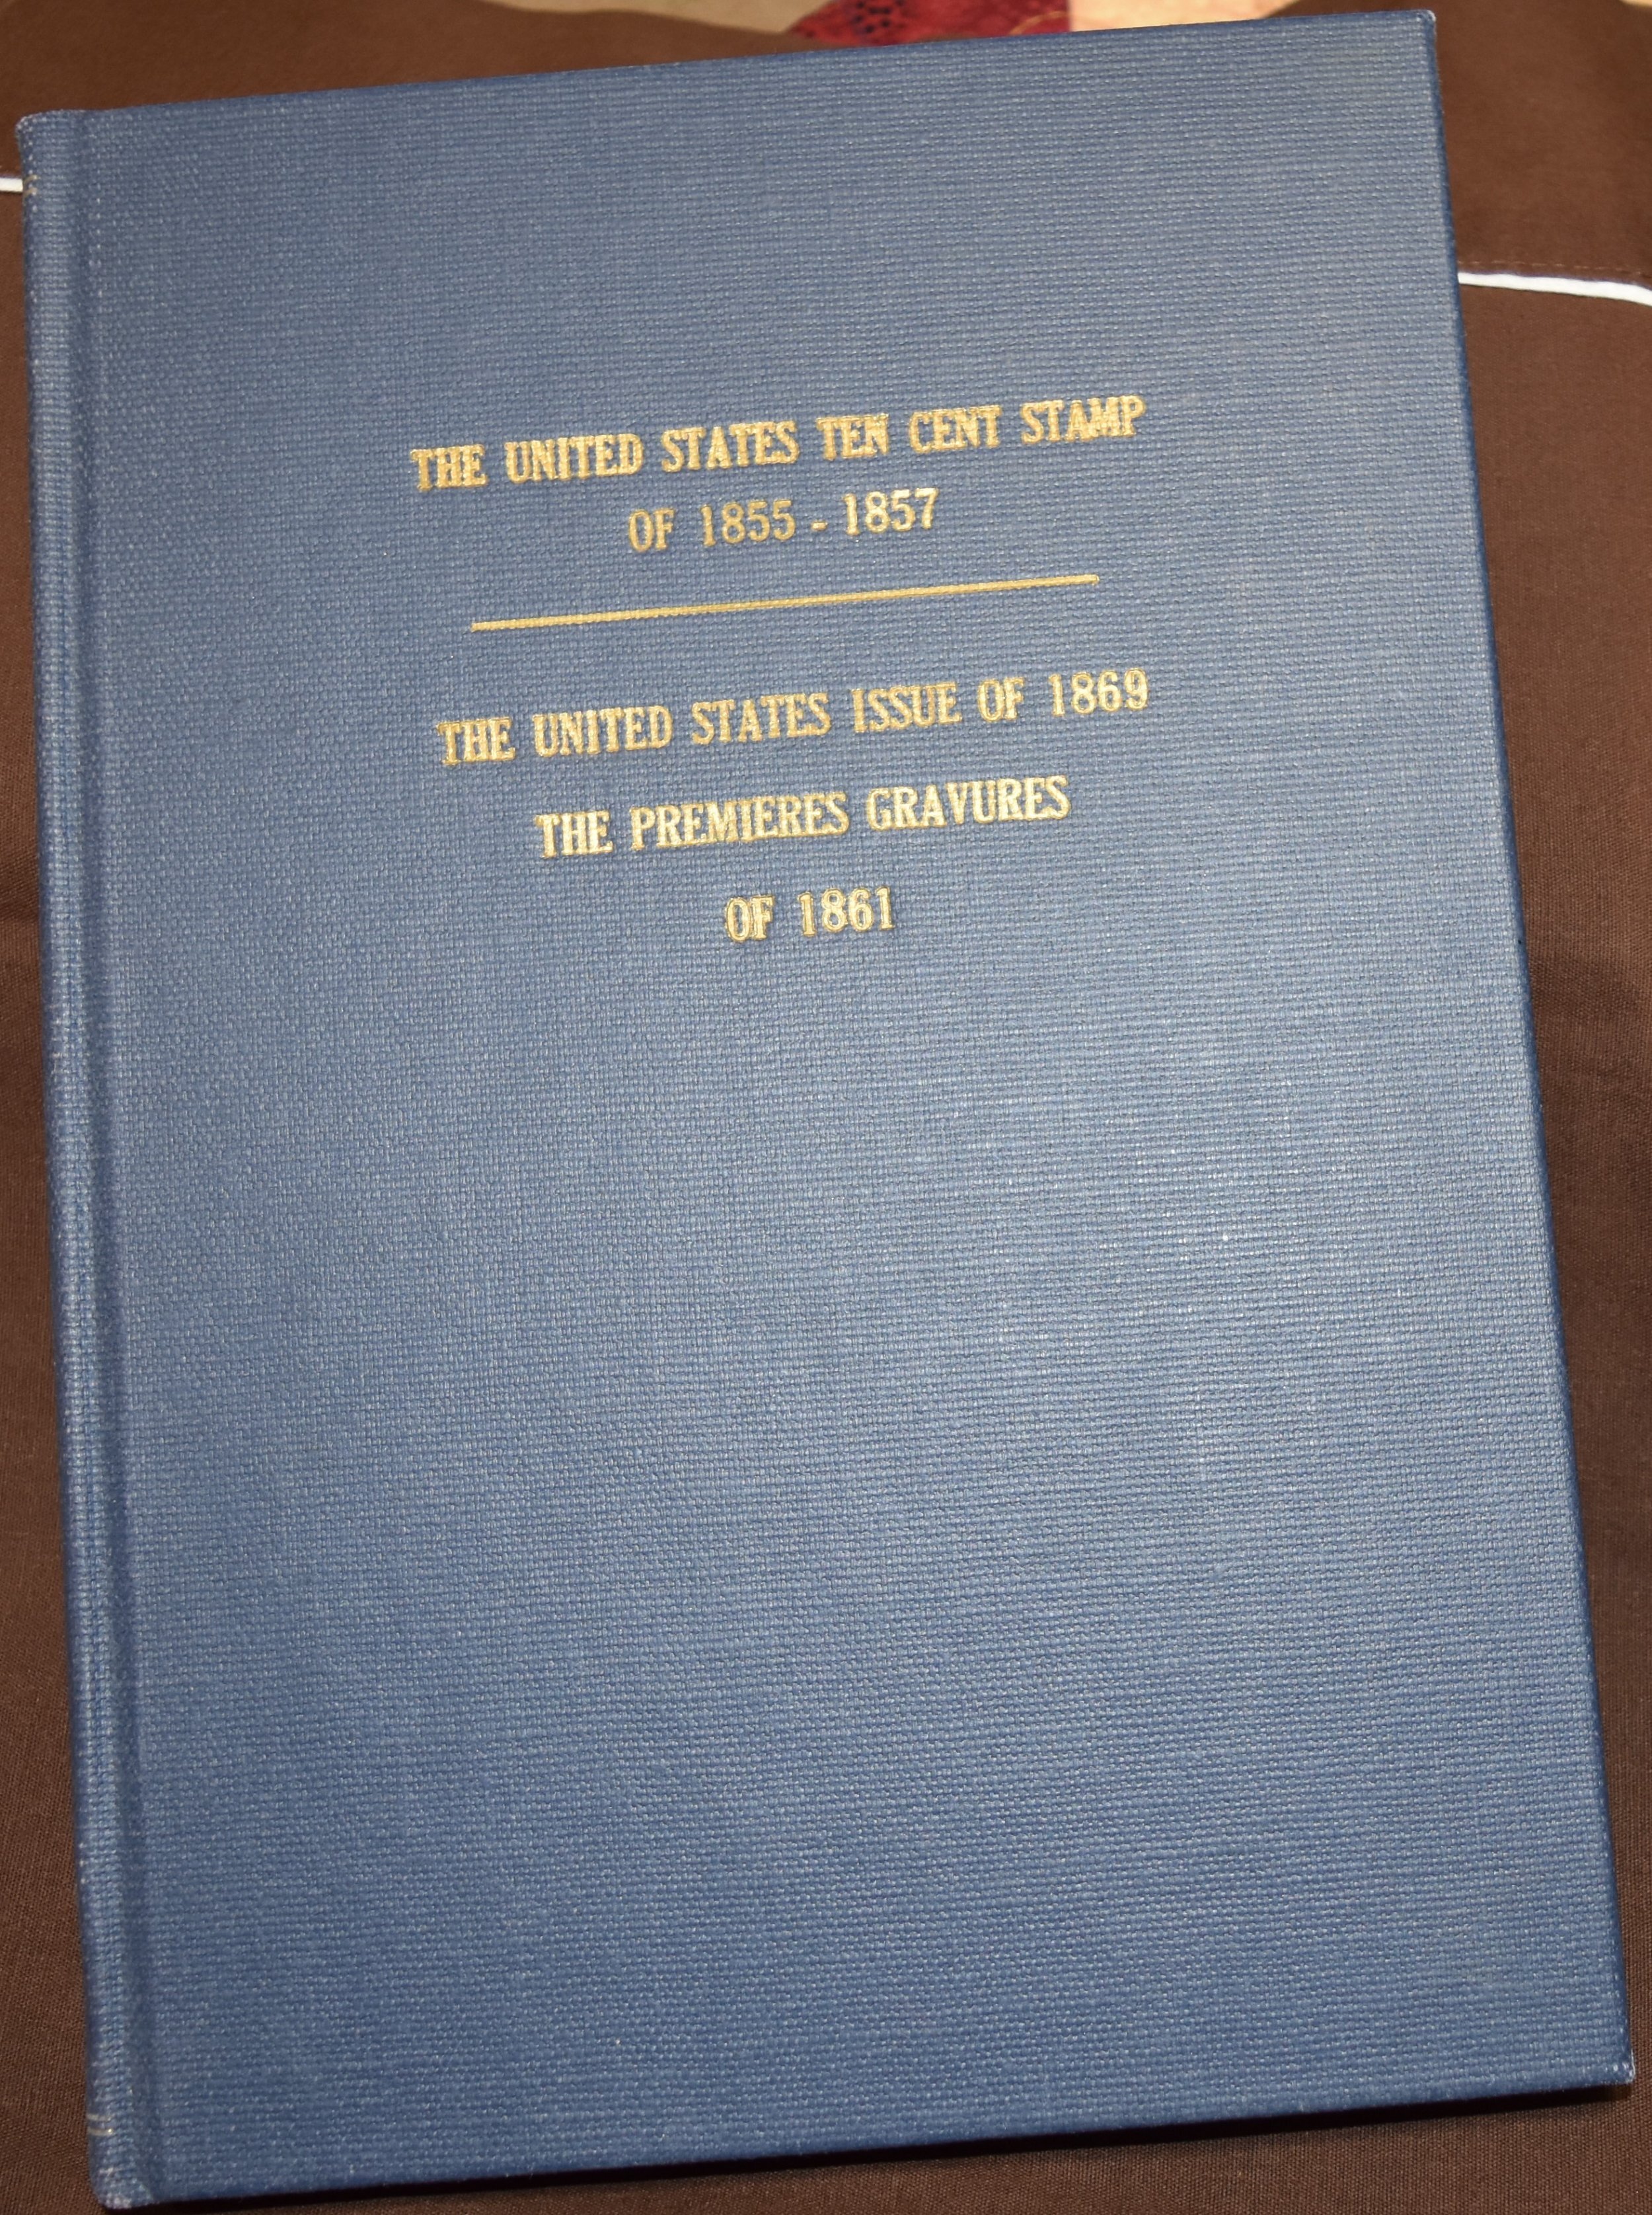 THE UNITED STATES TEN CENT STAMP
OF 1855 - 1857
THE UNITED STATES ISSUE OF 1869
THE PREMIERES GRAVURES
OF 1861